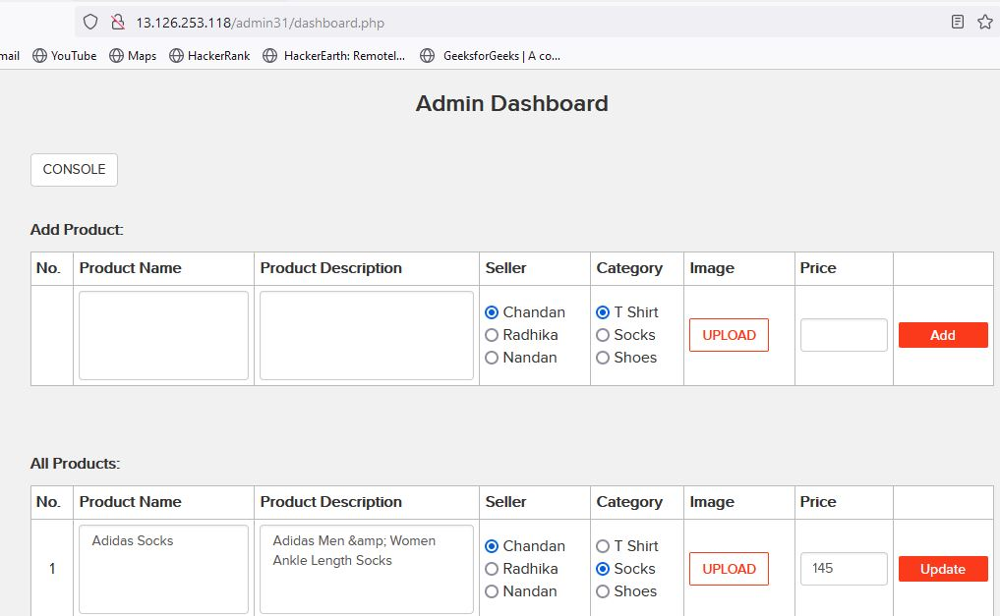 13.126.253.118/admin31/dashboard.php
mail YouTube Maps HackerRank HackerEarth: Remotel... GeeksforGeeks | A co...
Admin Dashboard
CONSOLE
Add Product:
No. Product Name Product Description Seller Category Image Price
Chandan T Shirt
Radhika Socks UPLOAD Add
Nandan Shoes
All Products:
No. Product Name Product Description Seller Category Image Price
Adidas Socks Adidas Men &amp; Women Chandan T Shirt
Ankle Length Socks
1 Radhika Socks UPLOAD 145 Update
Nandan Shoes